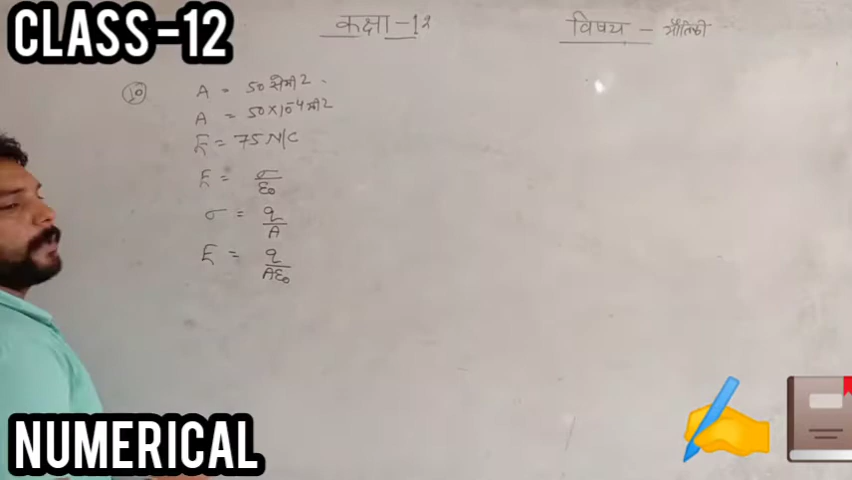 CLASS=12
कक्षा -12
विषय - भौतिकी
10
A = 50 सेमी2
A = 50×10-4 मी2
E = 75 N/C
E = σ/ε0
σ = q/A
E = q/Aε0
NUMERICAL